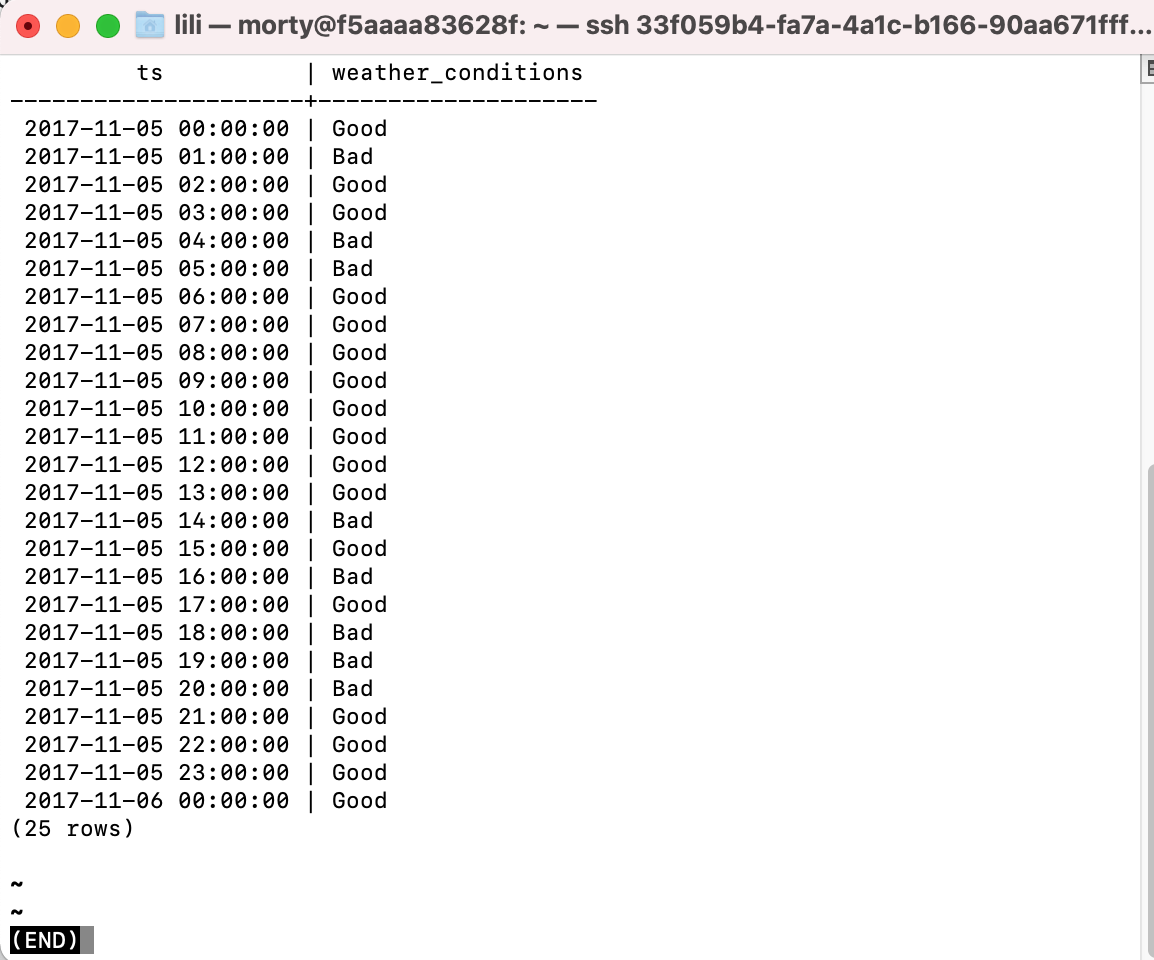 lili — morty@f5aaaa83628f: ~ — ssh 33f059b4-fa7a-4a1c-b166-90aa671fff...
ts | weather_conditions
---------------------+--------------------
2017-11-05 00:00:00 | Good
2017-11-05 01:00:00 | Bad
2017-11-05 02:00:00 | Good
2017-11-05 03:00:00 | Good
2017-11-05 04:00:00 | Bad
2017-11-05 05:00:00 | Bad
2017-11-05 06:00:00 | Good
2017-11-05 07:00:00 | Good
2017-11-05 08:00:00 | Good
2017-11-05 09:00:00 | Good
2017-11-05 10:00:00 | Good
2017-11-05 11:00:00 | Good
2017-11-05 12:00:00 | Good
2017-11-05 13:00:00 | Good
2017-11-05 14:00:00 | Bad
2017-11-05 15:00:00 | Good
2017-11-05 16:00:00 | Bad
2017-11-05 17:00:00 | Good
2017-11-05 18:00:00 | Bad
2017-11-05 19:00:00 | Bad
2017-11-05 20:00:00 | Bad
2017-11-05 21:00:00 | Good
2017-11-05 22:00:00 | Good
2017-11-05 23:00:00 | Good
2017-11-06 00:00:00 | Good
(25 rows)
~
~
(END)